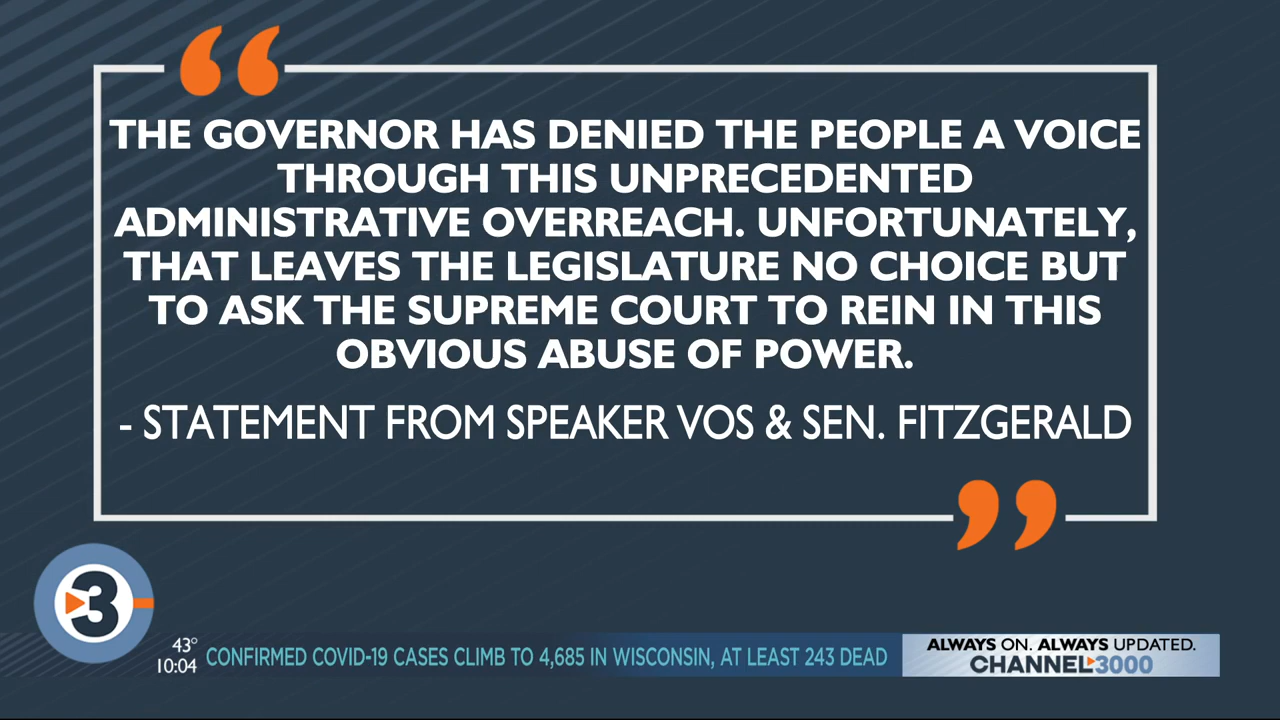 “
THE GOVERNOR HAS DENIED THE PEOPLE A VOICE
THROUGH THIS UNPRECEDENTED
ADMINISTRATIVE OVERREACH. UNFORTUNATELY,
THAT LEAVES THE LEGISLATURE NO CHOICE BUT
TO ASK THE SUPREME COURT TO REIN IN THIS
OBVIOUS ABUSE OF POWER.
- STATEMENT FROM SPEAKER VOS & SEN. FITZGERALD
”
3
43°
10:04
CONFIRMED COVID-19 CASES CLIMB TO 4,685 IN WISCONSIN, AT LEAST 243 DEAD
ALWAYS ON. ALWAYS UPDATED.
CHANNEL3000